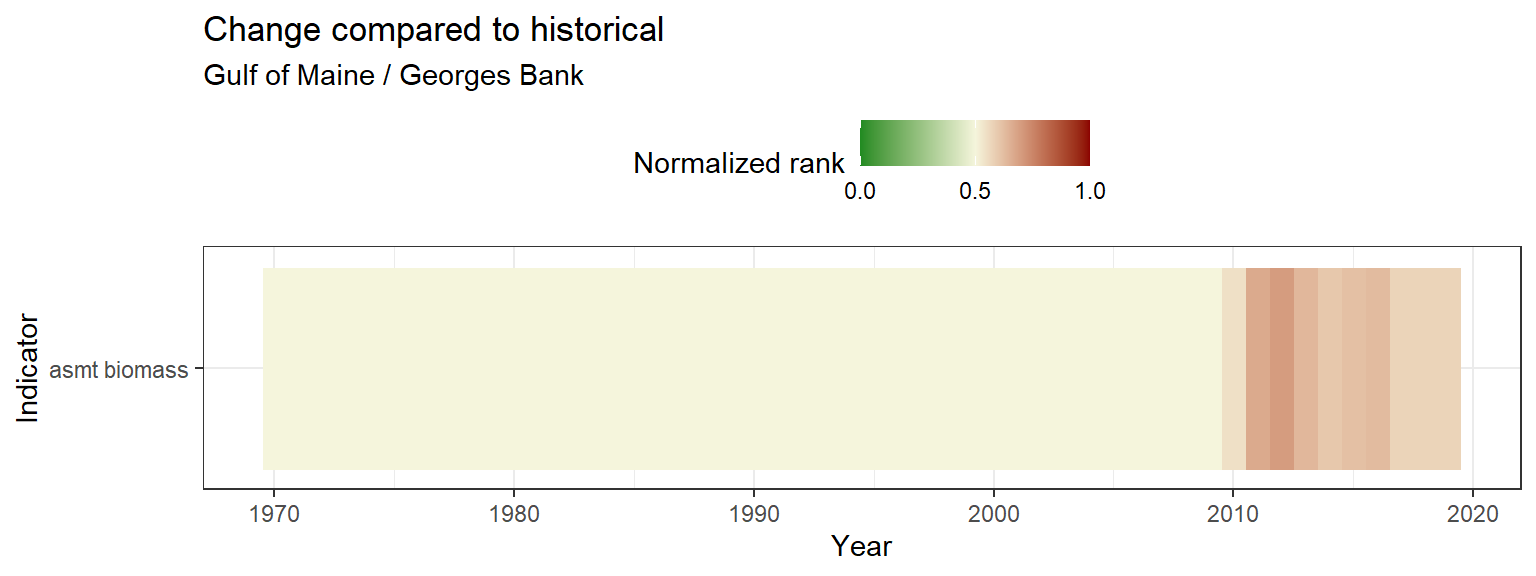 Change compared to historical
Gulf of Maine / Georges Bank
Normalized rank
0.0 0.5 1.0
Indicator
asmt biomass
1970 1980 1990 2000 2010 2020
Year